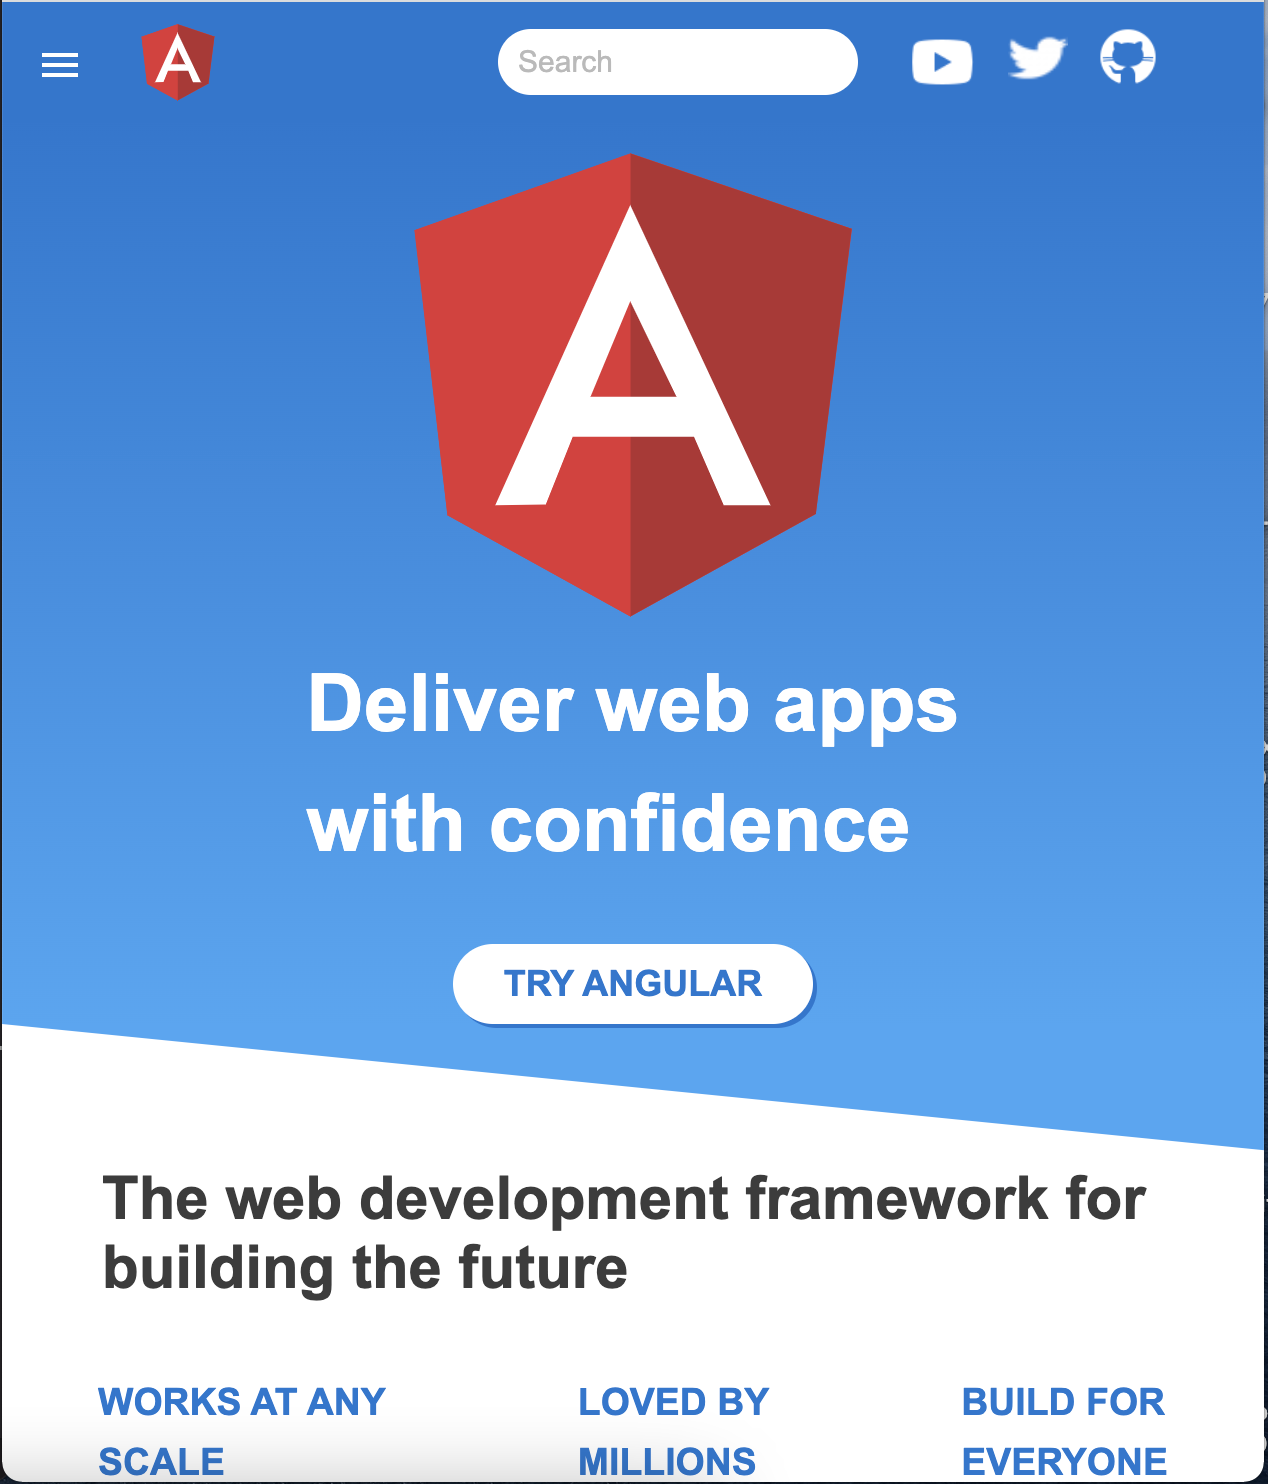 Search
Deliver web apps
with confidence
TRY ANGULAR
The web development framework for
building the future
WORKS AT ANY
SCALE
LOVED BY
MILLIONS
BUILD FOR
EVERYONE